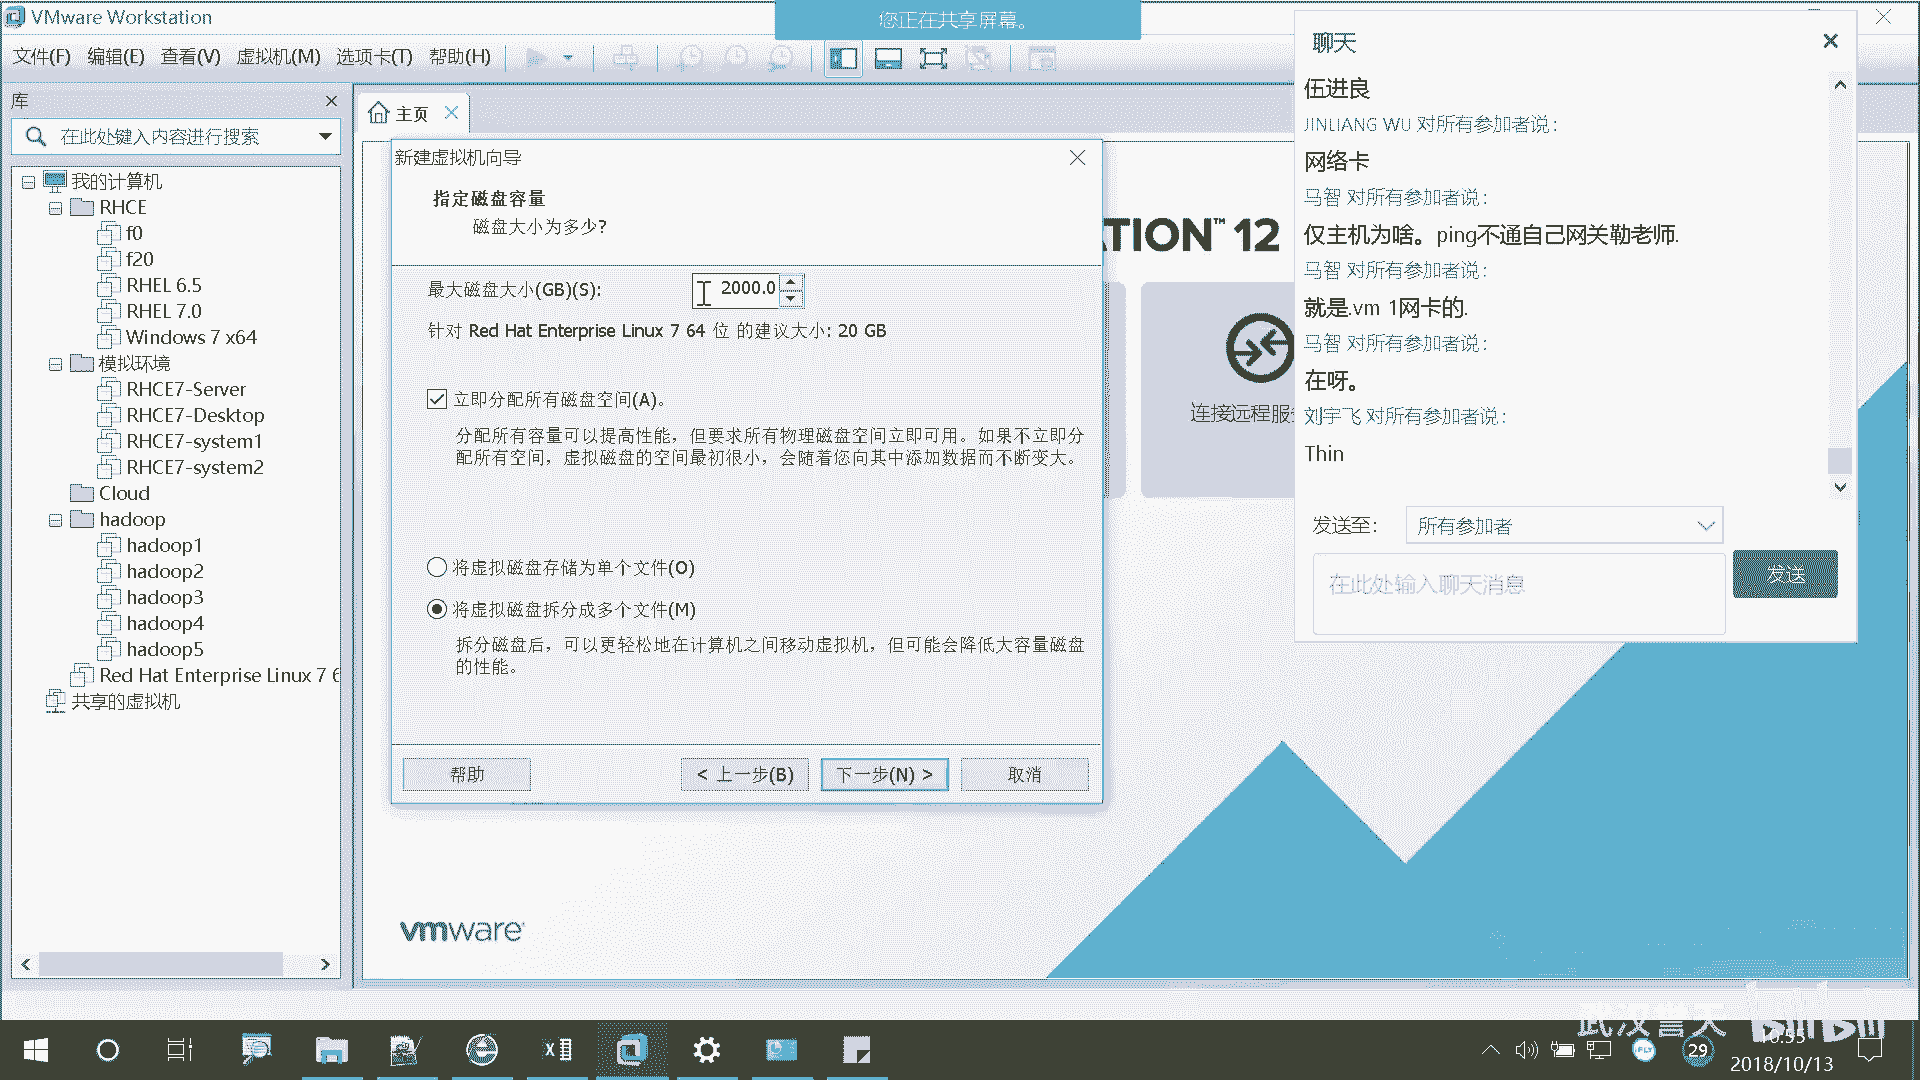 VMware Workstation
您正在共享屏幕。
文件(F) 编辑(E) 查看(V) 虚拟机(M) 选项卡(T) 帮助(H)
库
在此处键入内容进行搜索
我的计算机
RHCE
f0
f20
RHEL 6.5
RHEL 7.0
Windows 7 x64
模拟环境
RHCE7-Server
RHCE7-Desktop
RHCE7-system1
RHCE7-system2
Cloud
hadoop
hadoop1
hadoop2
hadoop3
hadoop4
hadoop5
Red Hat Enterprise Linux 7 6
共享的虚拟机
主页
ATION™ 12
连接远程服
新建虚拟机向导
指定磁盘容量
磁盘大小为多少?
最大磁盘大小(GB)(S):
2000.0
针对 Red Hat Enterprise Linux 7 64 位 的建议大小: 20 GB
立即分配所有磁盘空间(A)。
分配所有容量可以提高性能，但要求所有物理磁盘空间立即可用。如果不立即分
配所有空间，虚拟磁盘的空间最初很小，会随着您向其中添加数据而不断变大。
将虚拟磁盘存储为单个文件(O)
将虚拟磁盘拆分成多个文件(M)
拆分磁盘后，可以更轻松地在计算机之间移动虚拟机，但可能会降低大容量磁盘
的性能。
帮助
< 上一步(B)
下一步(N) >
取消
vmware
聊天
伍进良
JINLIANG WU 对所有参加者说:
网络卡
马智 对所有参加者说:
仅主机为啥。ping不通自己网关勒老师.
马智 对所有参加者说:
就是.vm 1网卡的.
马智 对所有参加者说:
在呀。
刘宇飞 对所有参加者说:
Thin
发送至:
所有参加者
在此处输入聊天消息
发送
武汉誉天
bilibili
29
16:55
2018/10/13